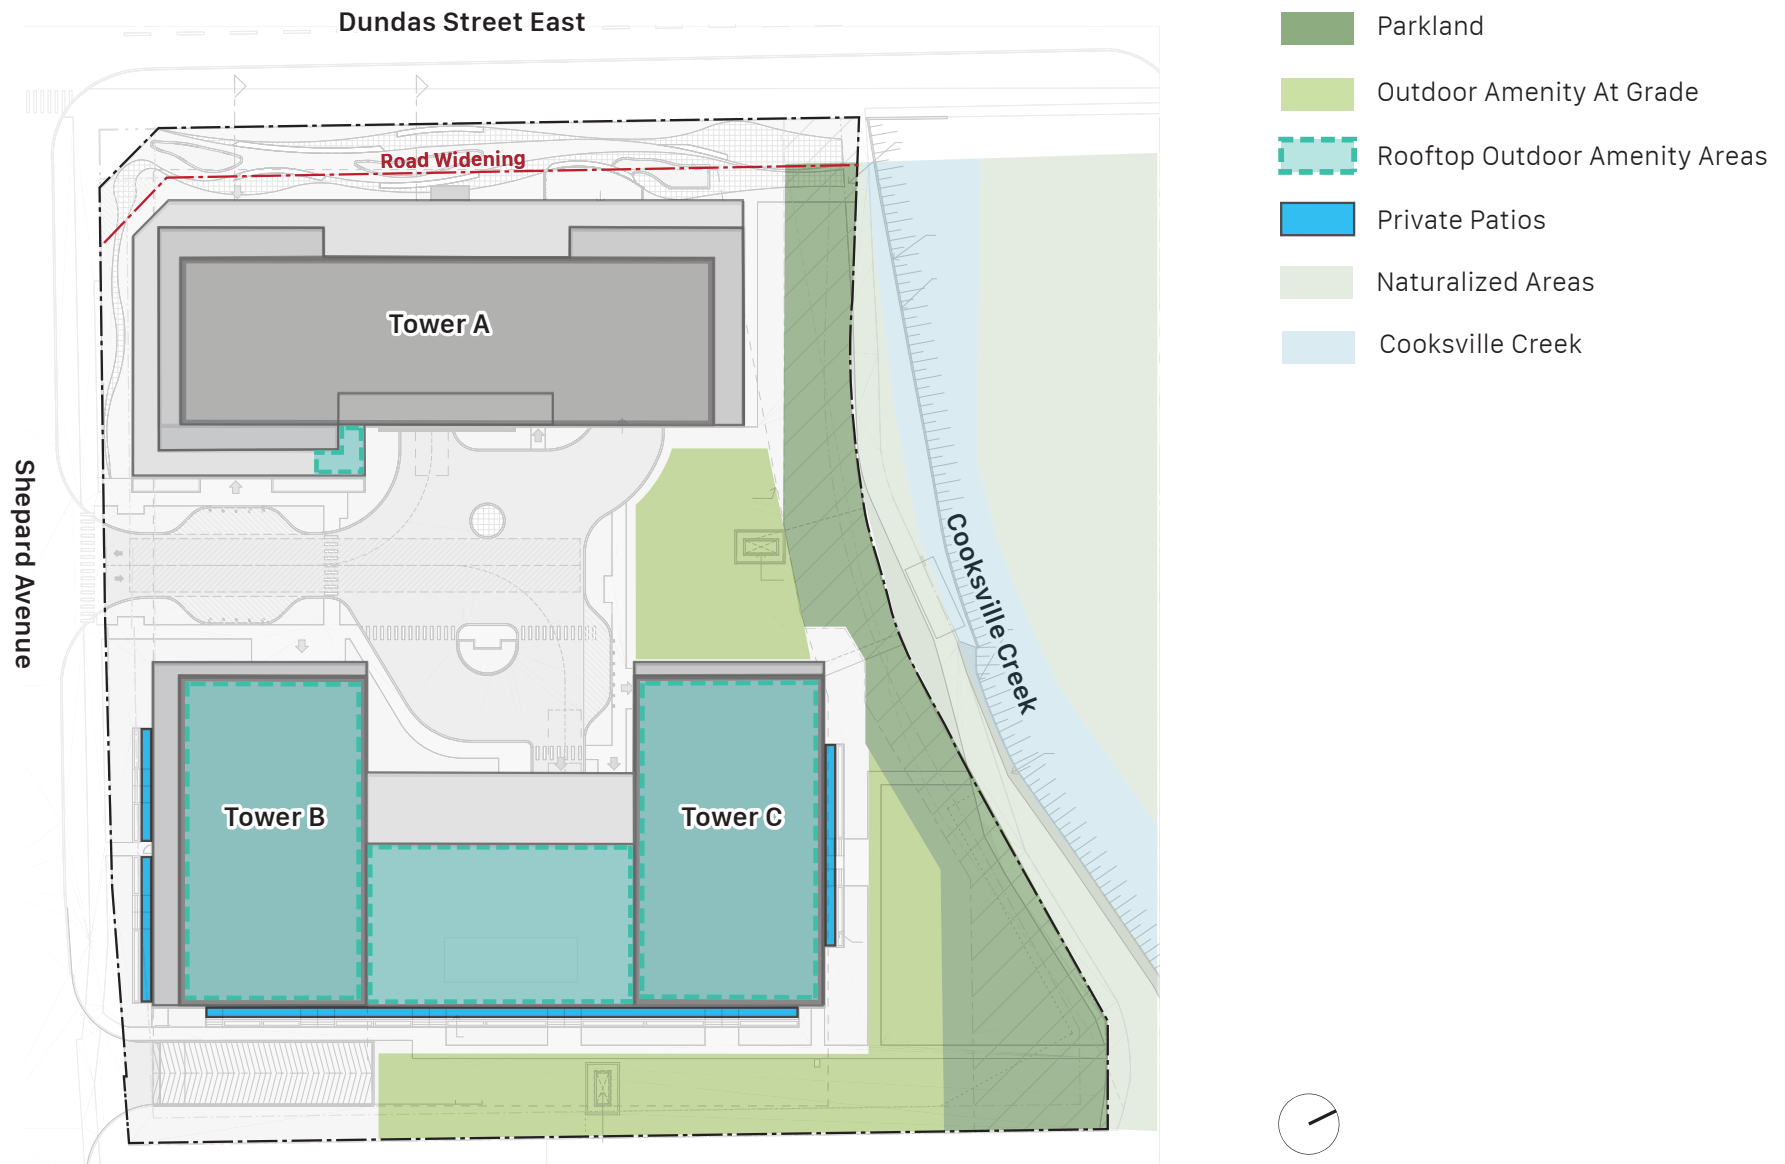 Dundas Street East
Road Widening
Tower A
Shepard Avenue
Cooksville Creek
Tower B
Tower C
Parkland
Outdoor Amenity At Grade
Rooftop Outdoor Amenity Areas
Private Patios
Naturalized Areas
Cooksville Creek